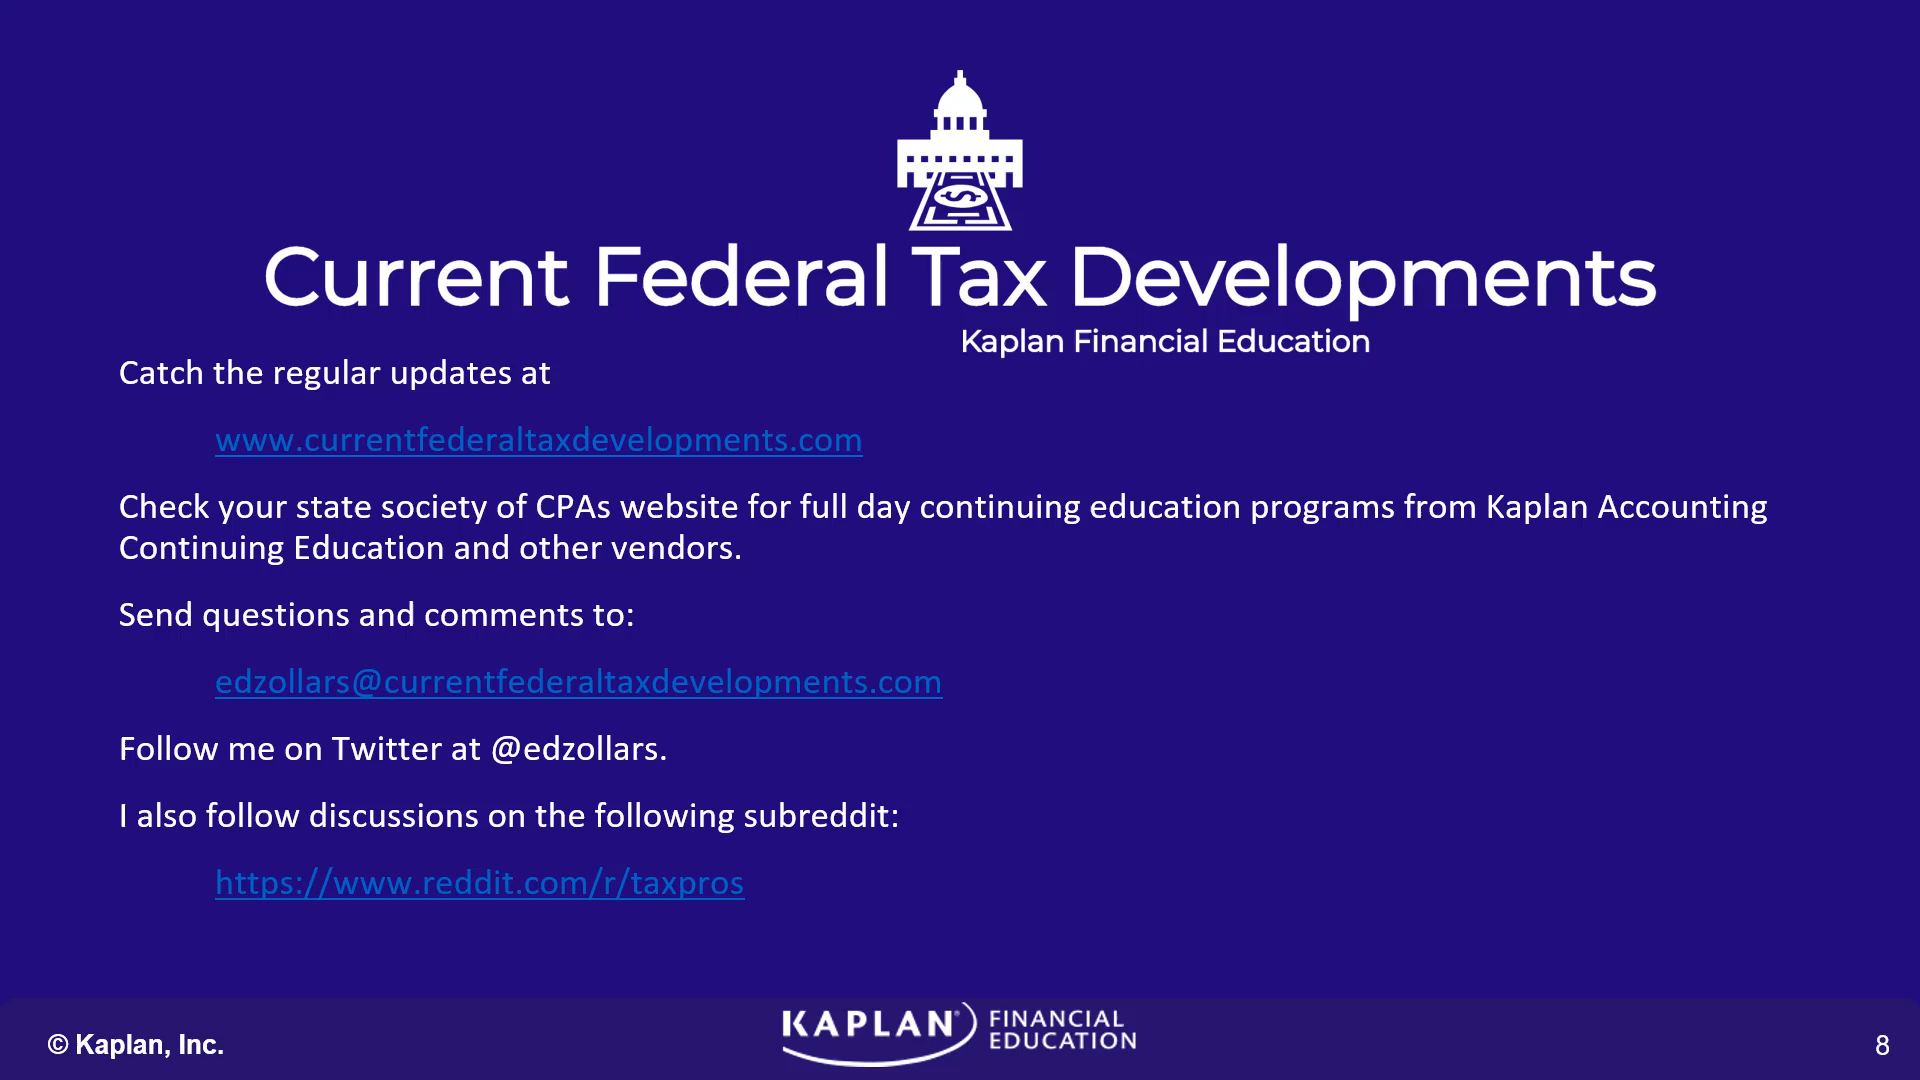 Current Federal Tax Developments
Kaplan Financial Education
Catch the regular updates at
www.currentfederaltaxdevelopments.com
Check your state society of CPAs website for full day continuing education programs from Kaplan Accounting
Continuing Education and other vendors.
Send questions and comments to:
edzollars@currentfederaltaxdevelopments.com
Follow me on Twitter at @edzollars.
I also follow discussions on the following subreddit:
https://www.reddit.com/r/taxpros
© Kaplan, Inc.
KAPLAN® FINANCIAL
EDUCATION
8